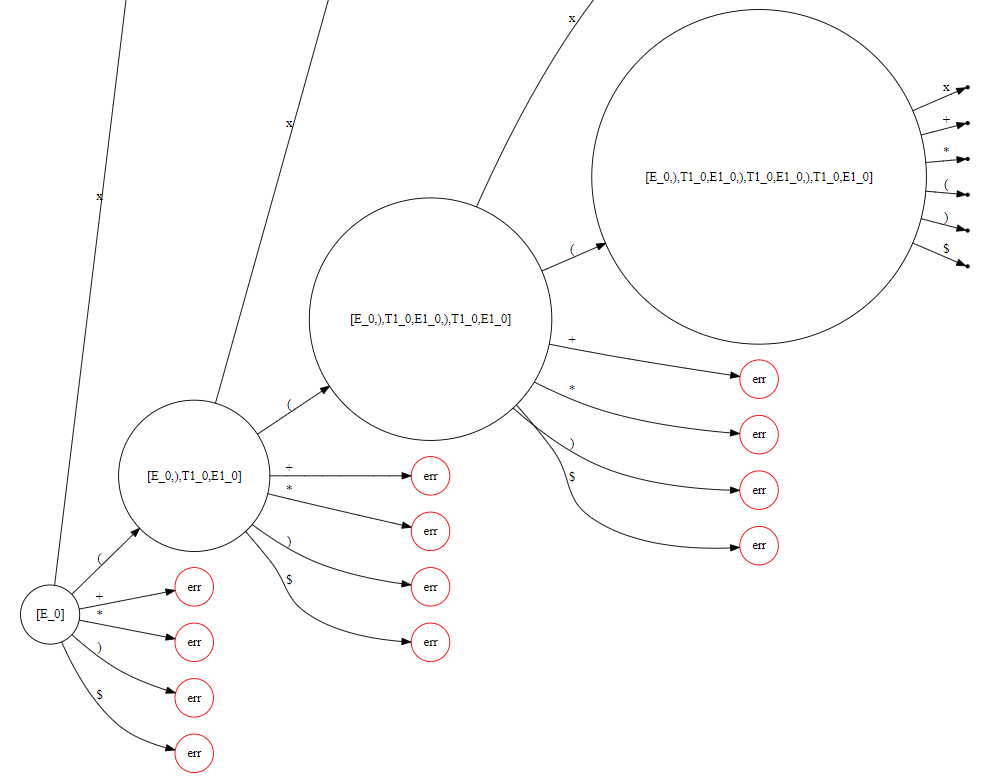 x
x
+
*
(
)
$
x
x
[E_0,),T1_0,E1_0,),T1_0,E1_0,),T1_0,E1_0]
(
[E_0,),T1_0,E1_0,),T1_0,E1_0]
+
err
*
err
)
err
$
err
(
[E_0,),T1_0,E1_0]
+
err
*
err
)
err
$
err
(
[E_0]
+
err
*
err
)
err
$
err